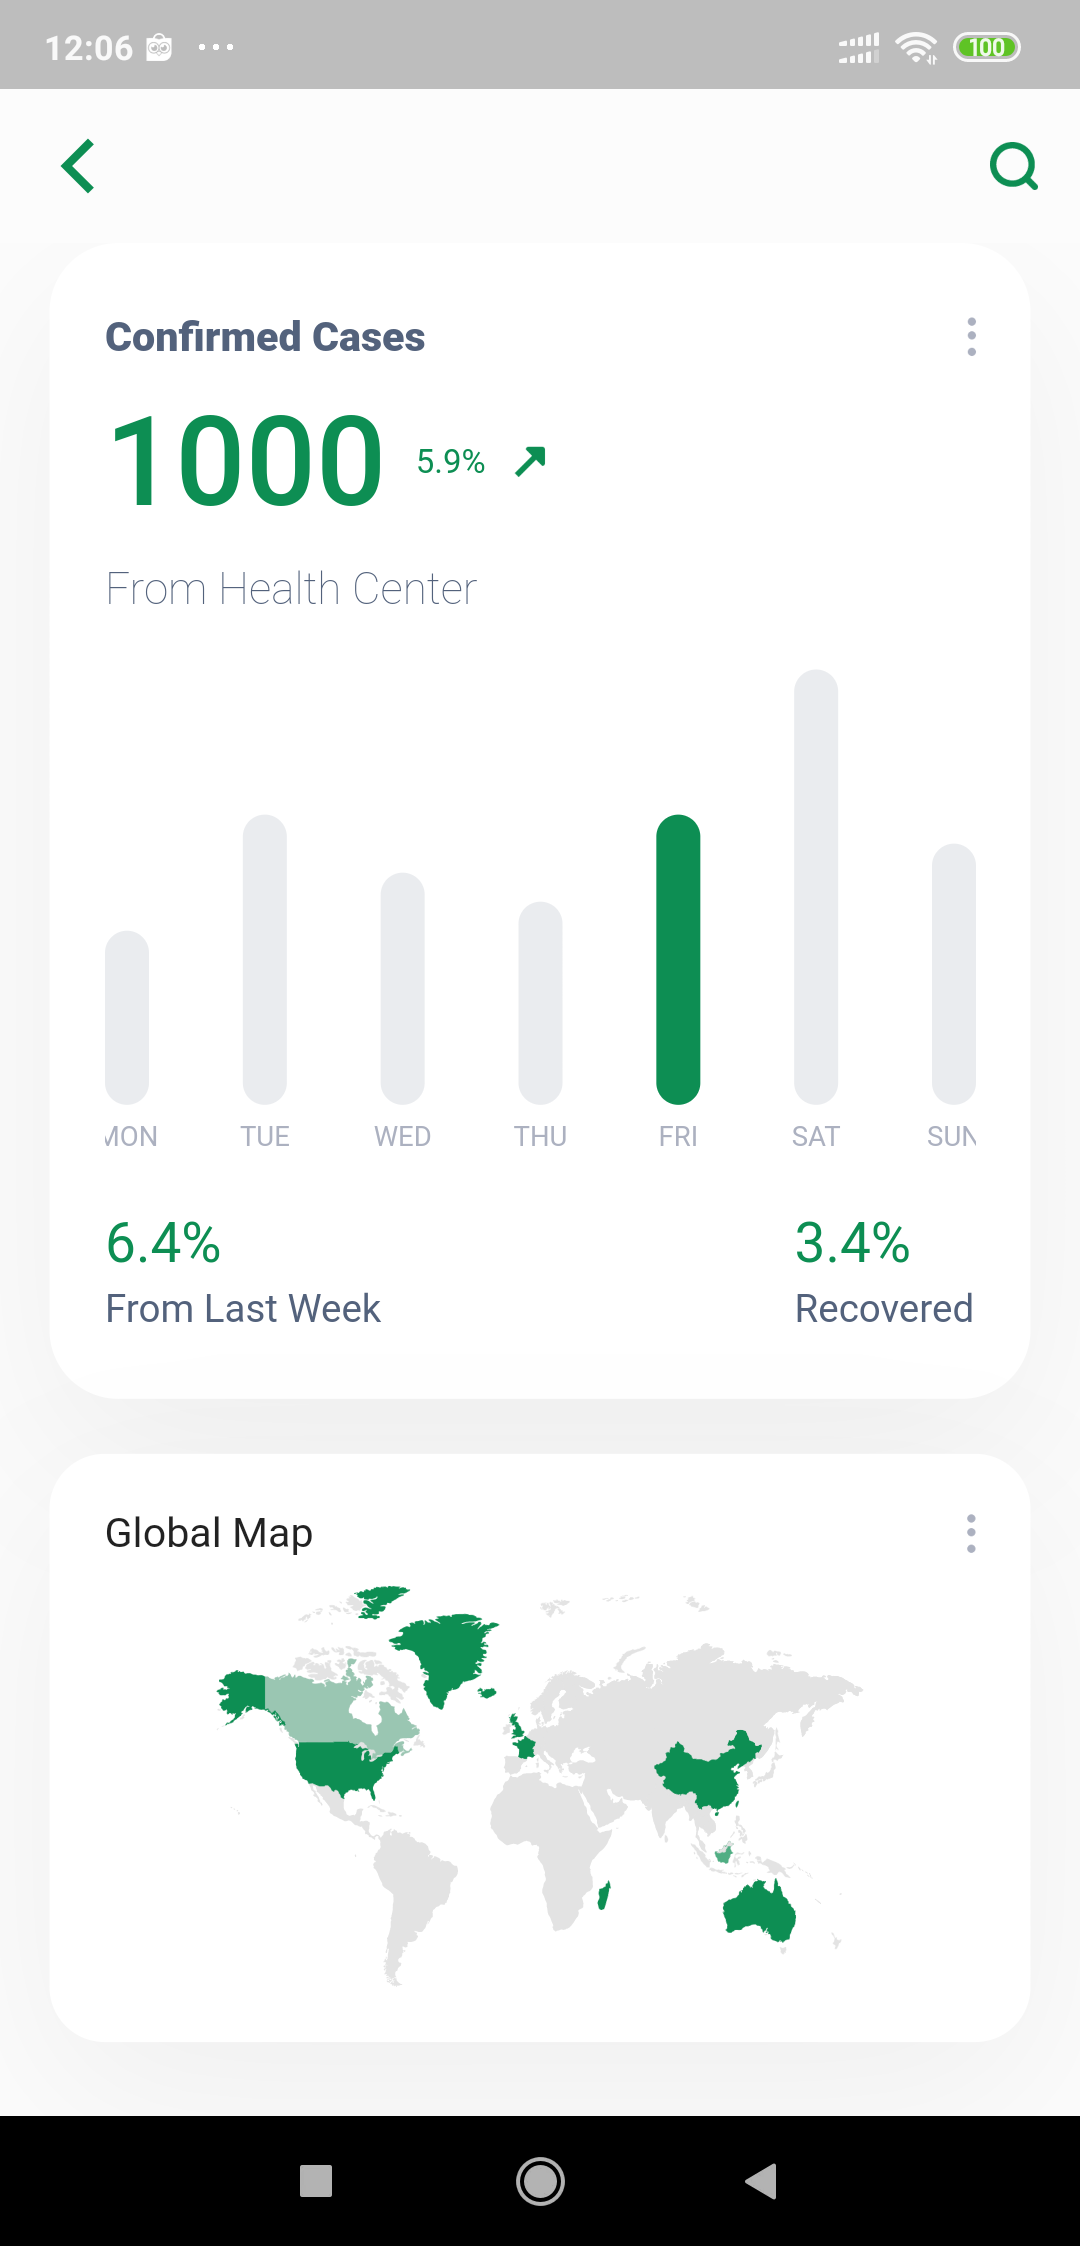 12:06
100
Confirmed Cases
1000 5.9%
From Health Center
MON TUE WED THU FRI SAT SUN
6.4% 3.4%
From Last Week Recovered
Global Map